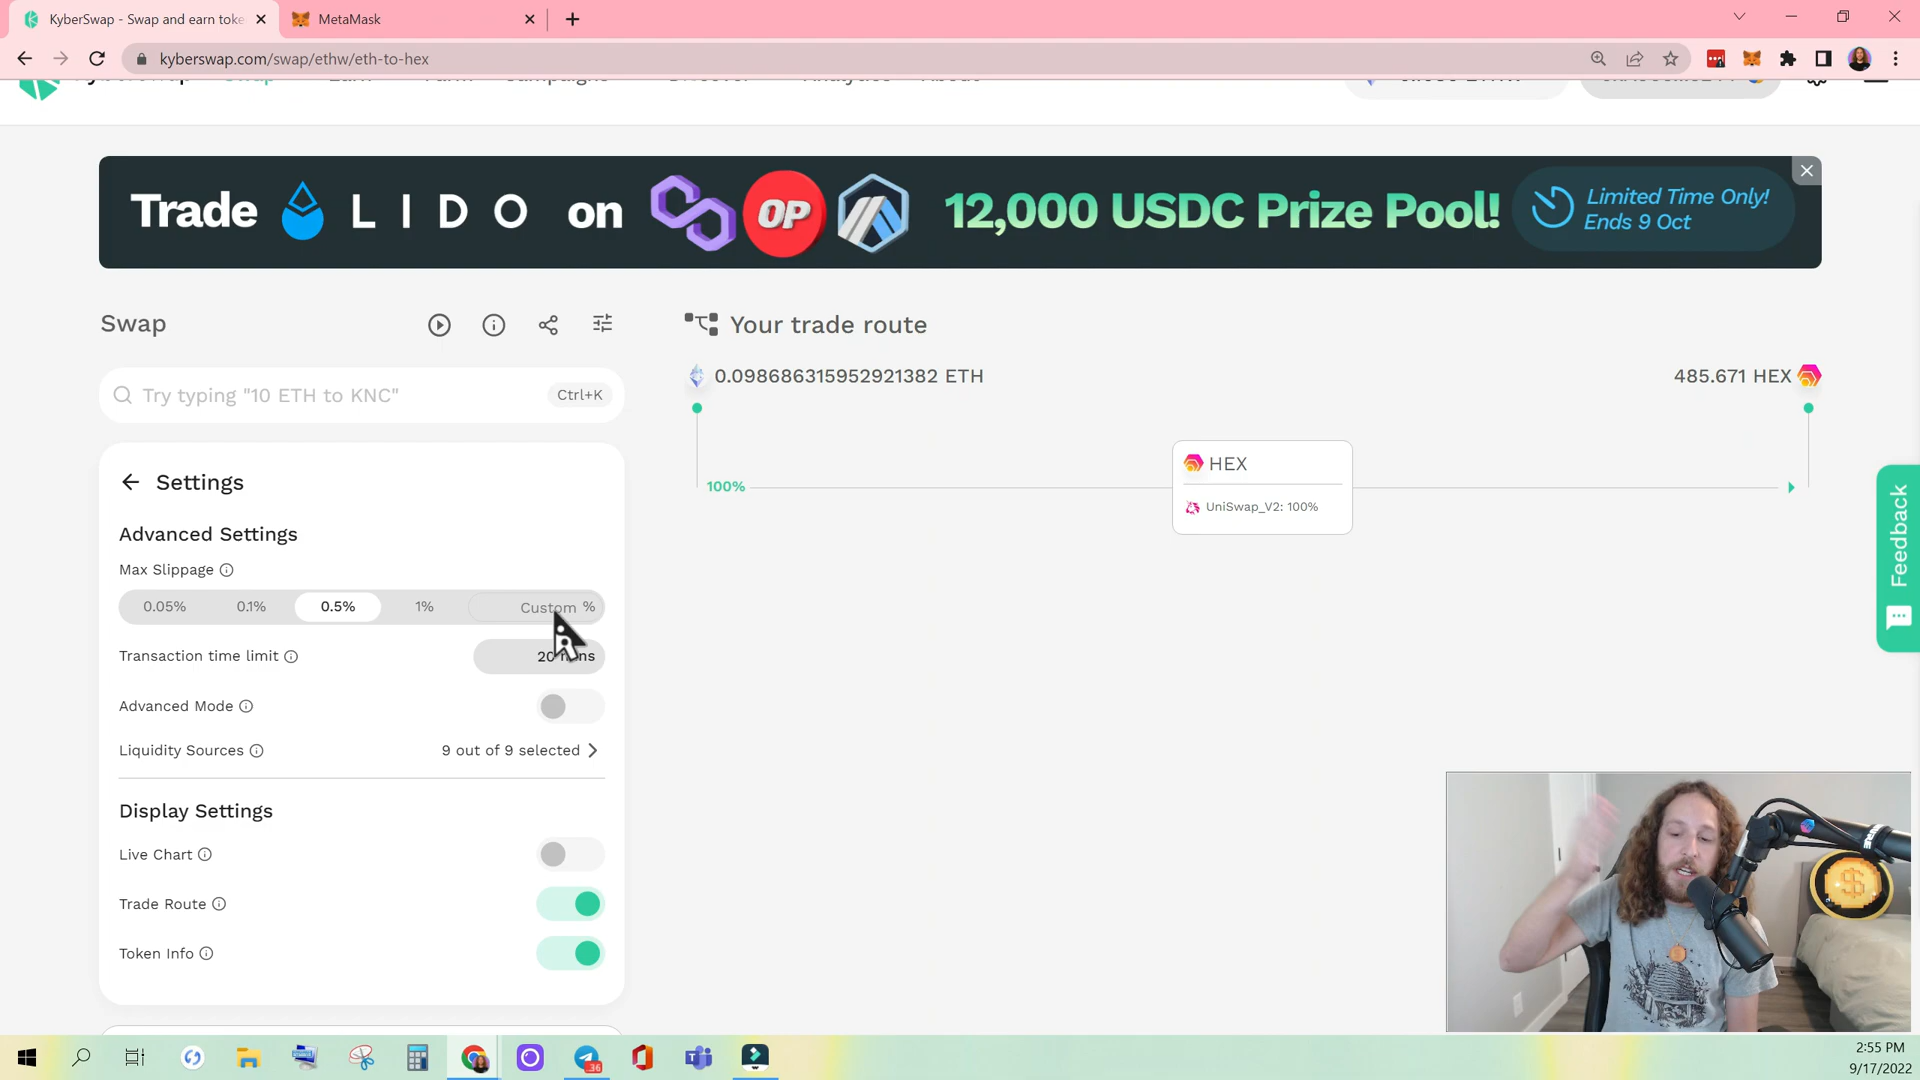 KyberSwap - Swap and earn toke
MetaMask
kyberswap.com/swap/ethw/eth-to-hex
Trade LIDO on OP 12,000 USDC Prize Pool!
Limited Time Only!
Ends 9 Oct
Swap
Your trade route
Try typing "10 ETH to KNC"
Ctrl+K
0.098686315952921382 ETH
485.671 HEX
HEX
100%
UniSwap_V2: 100%
Settings
Advanced Settings
Max Slippage
0.05% 0.1% 0.5% 1% Custom %
Transaction time limit
Advanced Mode
Liquidity Sources 9 out of 9 selected
Display Settings
Live Chart
Trade Route
Token Info
Feedback
36
2:55 PM
9/17/2022